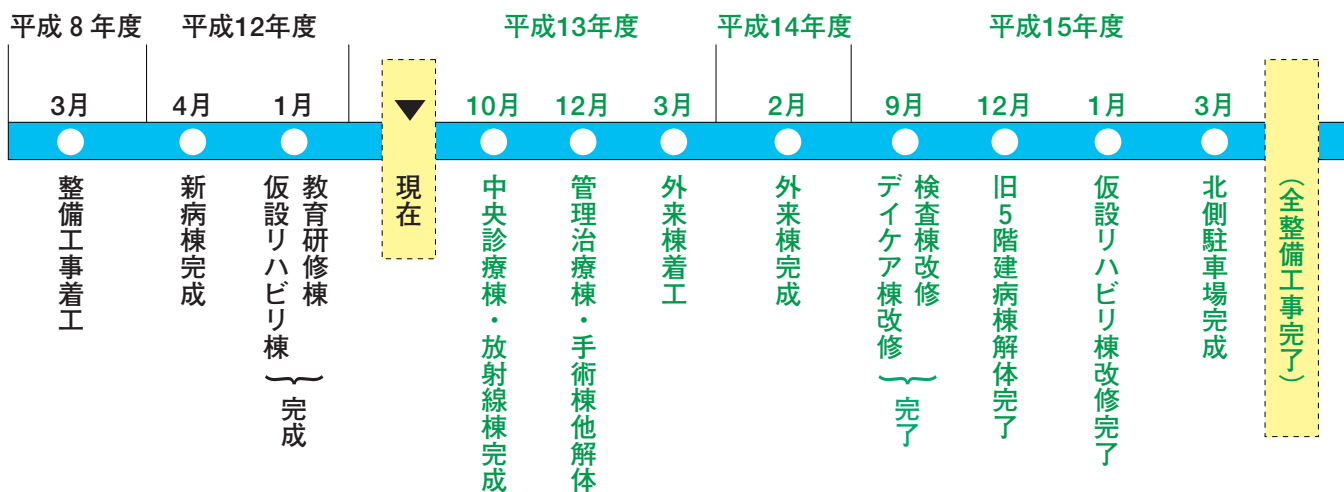 平成８年度
平成12年度
平成13年度
平成14年度
平成15年度
3月
4月
1月
▼
10月
12月
3月
2月
9月
12月
1月
3月
整備工事着工
新病棟完成
教育研修棟
仮設リハビリ棟
完成
現在
中央診療棟・放射線棟完成
管理治療棟・手術棟他解体
外来棟着工
外来棟完成
検査棟改修
デイケア棟改修
完了
旧５階建病棟解体完了
仮設リハビリ棟改修完了
北側駐車場完成
（全整備工事完了）